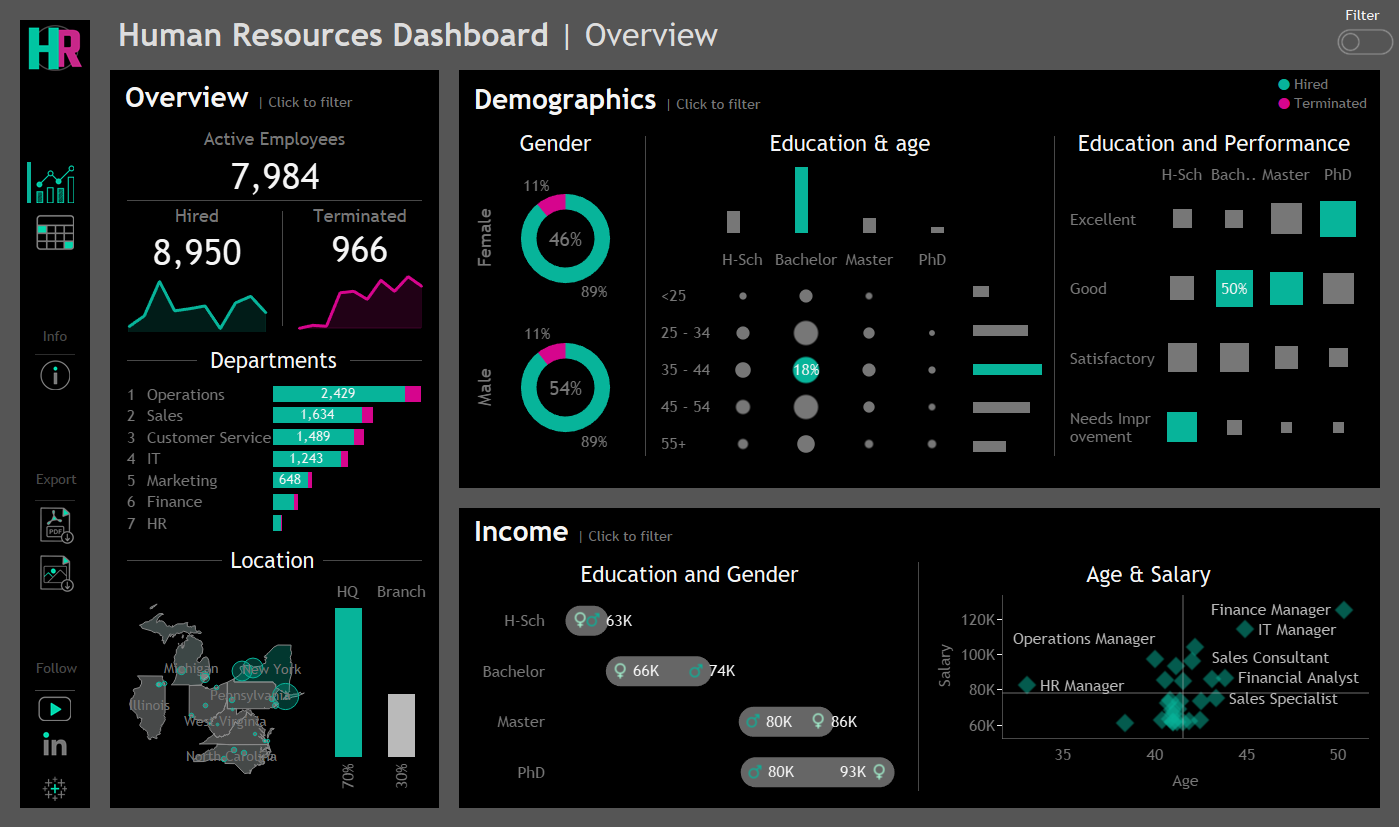 HR
Human Resources Dashboard | Overview
Filter
Info
Export
PDF
Follow
in
Overview | Click to filter
Active Employees
7,984
Hired
Terminated
8,950
966
Departments
1 Operations 2,429
2 Sales 1,634
3 Customer Service 1,489
4 IT 1,243
5 Marketing 648
6 Finance
7 HR
Location
HQ Branch
Michigan
New York
Pennsylvania
Illinois
West Virginia
North Carolina
70%
30%
Demographics | Click to filter
Hired
Terminated
Gender
Female
11%
46%
89%
Male
11%
54%
89%
Education & age
H-Sch Bachelor Master PhD
<25
25 - 34
35 - 44 18%
45 - 54
55+
Education and Performance
H-Sch Bach.. Master PhD
Excellent
Good 50%
Satisfactory
Needs Impr
ovement
Income | Click to filter
Education and Gender
H-Sch ♀ ♂ 63K
Bachelor ♀ 66K ♂ 74K
Master ♂ 80K ♀ 86K
PhD ♂ 80K 93K ♀
Age & Salary
Salary
120K
100K
80K
60K
Finance Manager
IT Manager
Operations Manager
Sales Consultant
Financial Analyst
HR Manager
Sales Specialist
35 40 45 50
Age